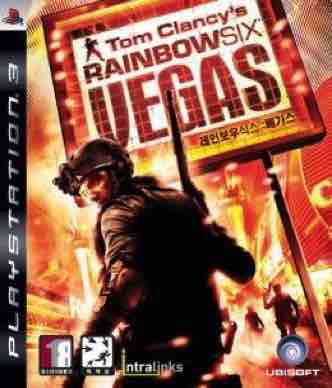 PLAYSTATION 3
Tom Clancy's
RAINBOWSIX
VEGAS
레인보우식스 베가스
18
intralinks
UBISOFT